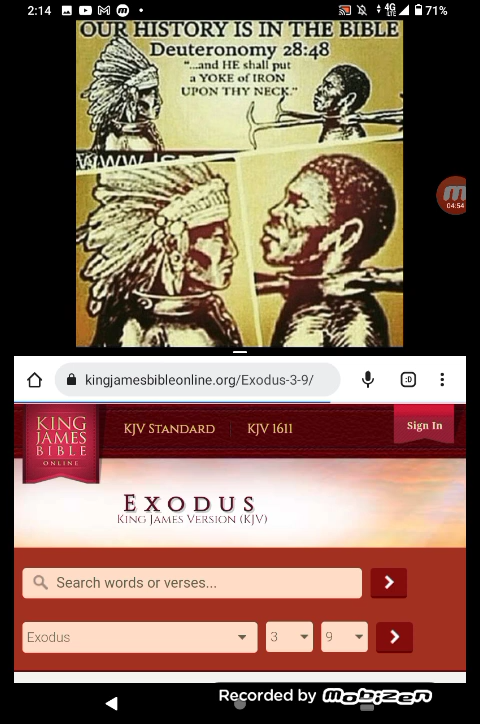 2:14
4G
LTE
71%
OUR HISTORY IS IN THE BIBLE
Deuteronomy 28:48
"...and HE shall put
a YOKE of IRON
UPON THY NECK."
04:54
kingjamesbibleonline.org/Exodus-3-9/
:D
KING
JAMES
BIBLE
ONLINE
KJV STANDARD
KJV 1611
Sign In
EXODUS
KING JAMES VERSION (KJV)
Search words or verses...
Exodus
3
9
Recorded by Mobizen